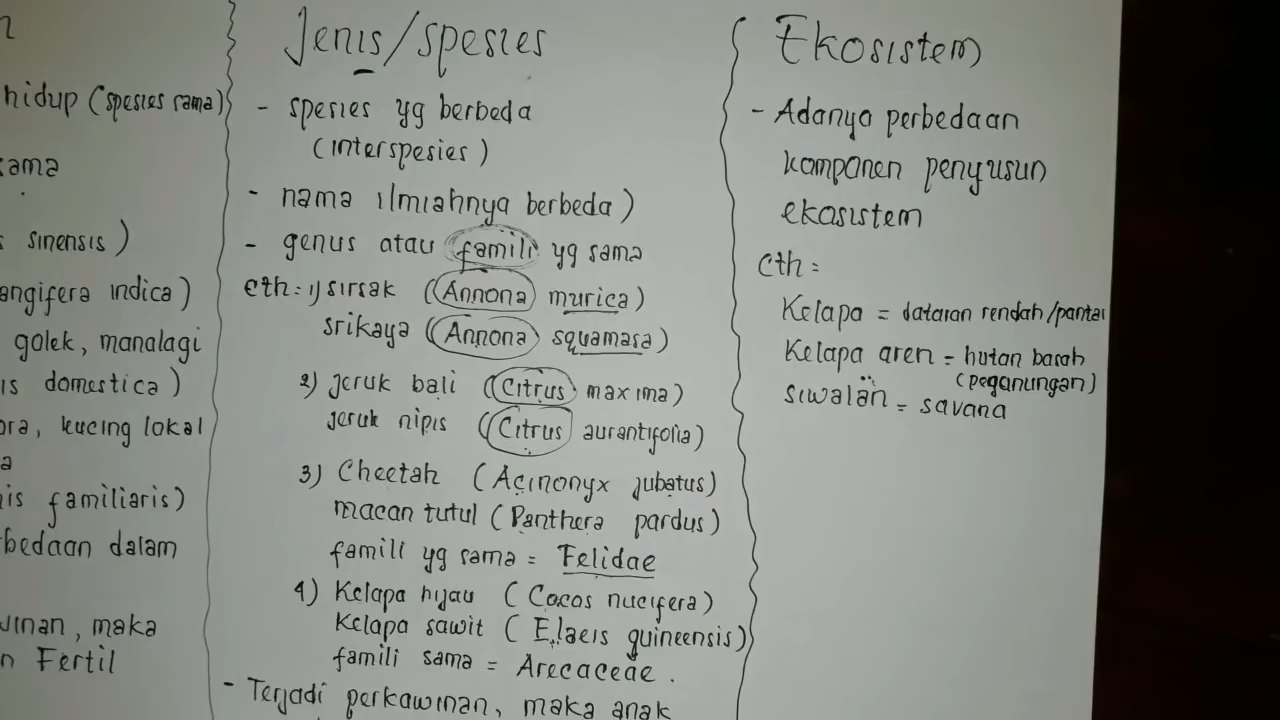 hidup (spesies sama)
sama
sinensis)
angifera indica)
golek, manalagi
is domestica)
ora, kucing lokal
a
is familiaris)
bedaan dalam
winan, maka
n Fertil
Jenis/spesies
- spesies yg berbeda
(interspesies)
- nama ilmiahnya berbeda)
- genus atau famili yg sama
cth: 1) sirsak (Annona murica)
srikaya (Annona squamasa)
2) jeruk bali (Citrus maxima)
jeruk nipis (Citrus aurantifolia)
3) Cheetah (Acinonyx jubatus)
macan tutul (Panthera pardus)
famili yg sama = Felidae
4) Kelapa hijau (Cocos nucifera)
Kelapa sawit (Elaeis guineensis)
famili sama = Arecaceae.
- Terjadi perkawinan, maka anak
Ekosistem
- Adanya perbedaan
komponen penyusun
ekosistem
Cth =
Kelapa = dataran rendah/pantai
Kelapa aren = hutan basah
(peganungan)
siwalan = savana